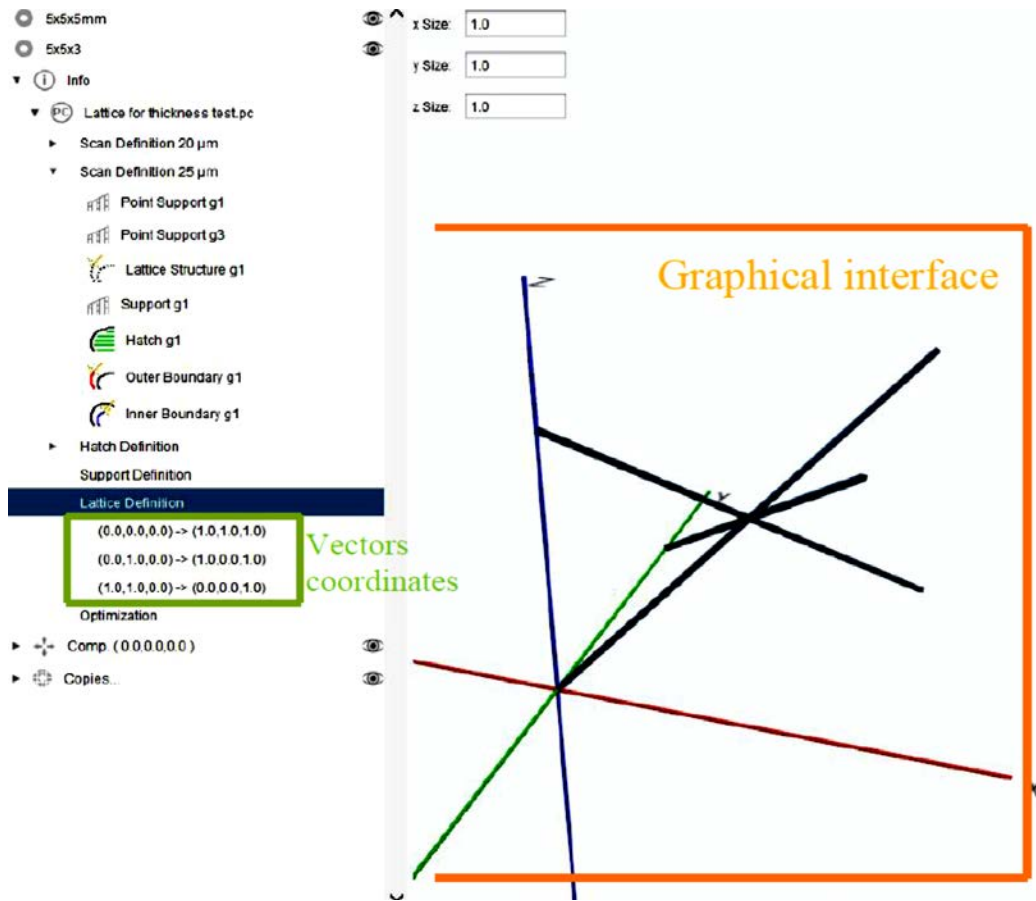 5x5x5mm
5x5x3
Info
Lattice for thickness test.pc
Scan Definition 20 µm
Scan Definition 25 µm
Point Support g1
Point Support g3
Lattice Structure g1
Support g1
Hatch g1
Outer Boundary g1
Inner Boundary g1
Hatch Definition
Support Definition
Lattice Definition
(0.0,0.0,0.0) -> (1.0,1.0,1.0)
(0.0,1.0,0.0) -> (1.0,0.0,1.0)
(1.0,1.0,0.0) -> (0.0,0.0,1.0)
Optimization
Comp. ( 0.0,0.0,0.0 )
Copies...
Vectors
coordinates
x Size: 1.0
y Size: 1.0
z Size: 1.0
Graphical interface
Z
Y